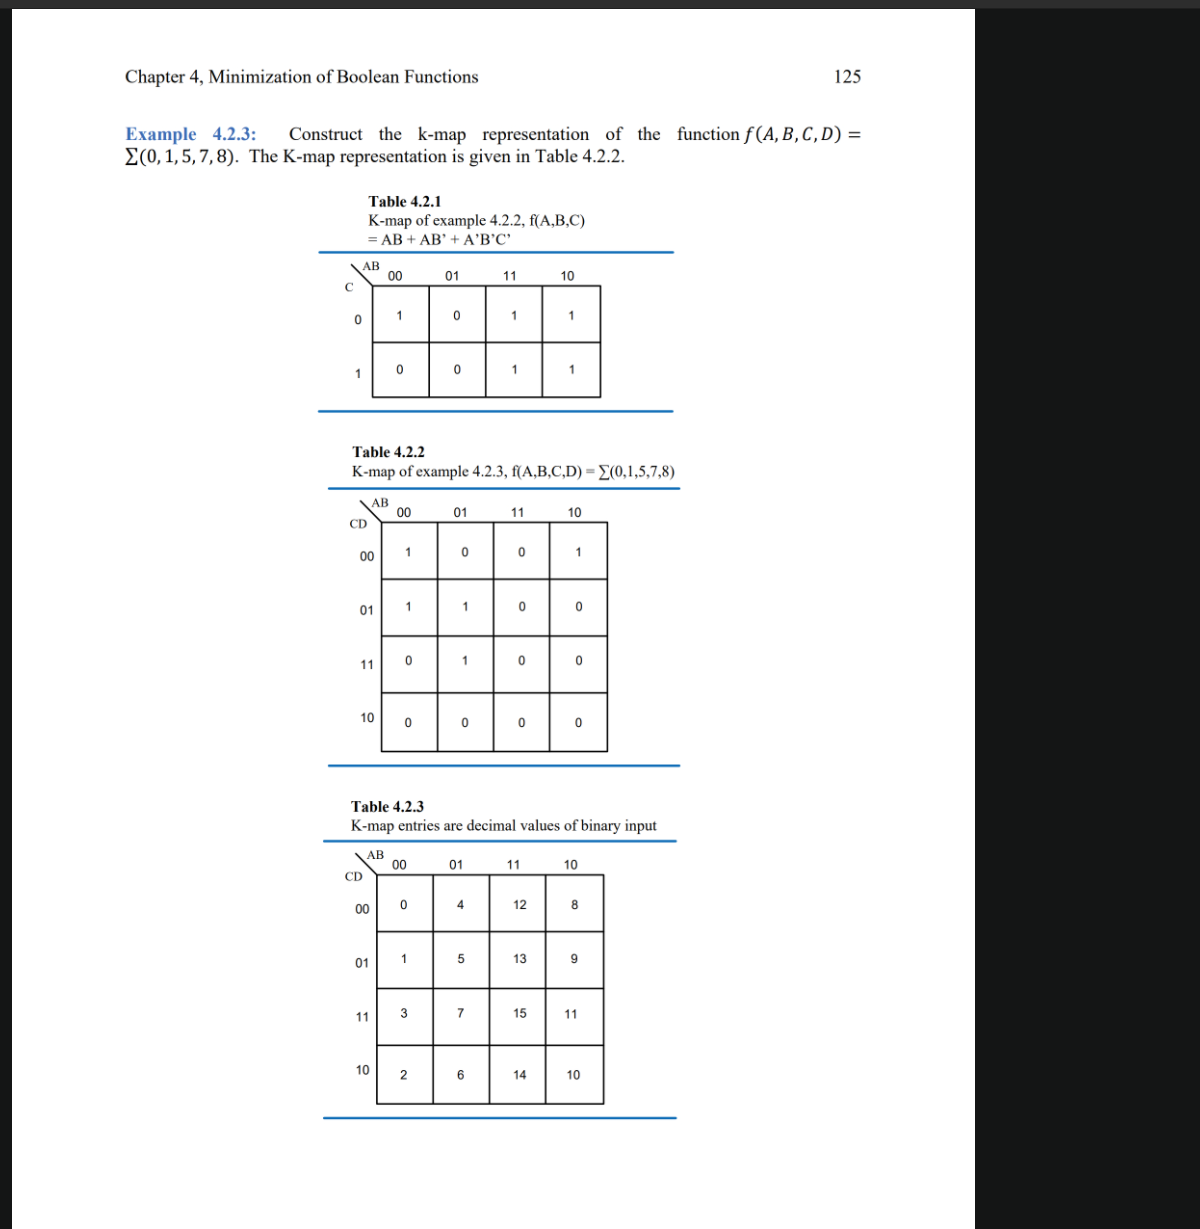 Chapter 4, Minimization of Boolean Functions 125
Example 4.2.3: Construct the k-map representation of the function f(A, B, C, D) =
∑(0, 1, 5, 7, 8). The K-map representation is given in Table 4.2.2.
Table 4.2.1
K-map of example 4.2.2, f(A,B,C)
= AB + AB’ + A’B’C’
AB
00 01 11 10
C
0 1 0 1 1
1 0 0 1 1
Table 4.2.2
K-map of example 4.2.3, f(A,B,C,D) = ∑(0,1,5,7,8)
AB
00 01 11 10
CD
00 1 0 0 1
01 1 1 0 0
11 0 1 0 0
10 0 0 0 0
Table 4.2.3
K-map entries are decimal values of binary input
AB
00 01 11 10
CD
00 0 4 12 8
01 1 5 13 9
11 3 7 15 11
10 2 6 14 10